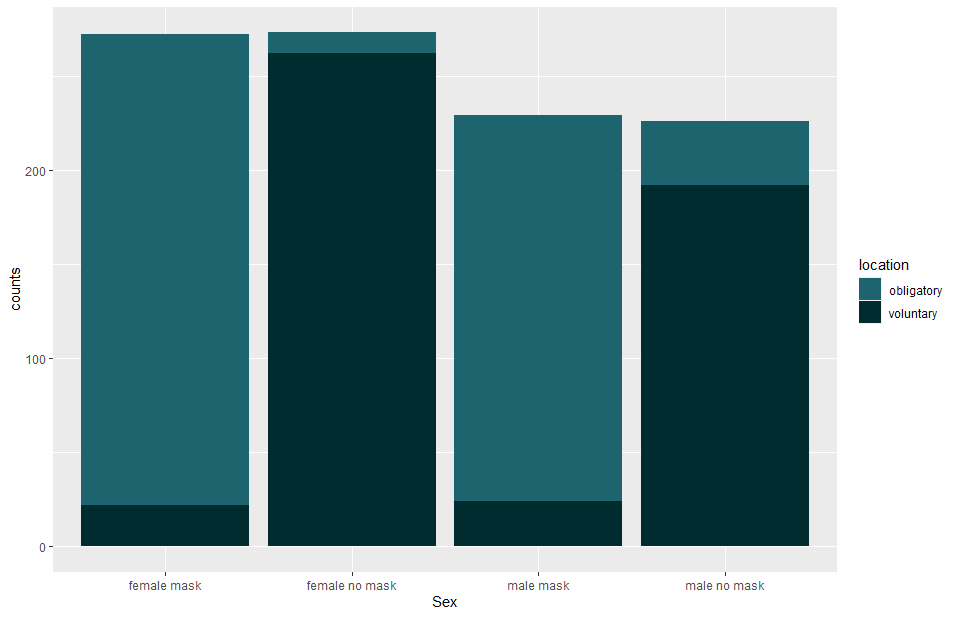 counts
200
100
0
female mask
female no mask
male mask
male no mask
Sex
location
obligatory
voluntary